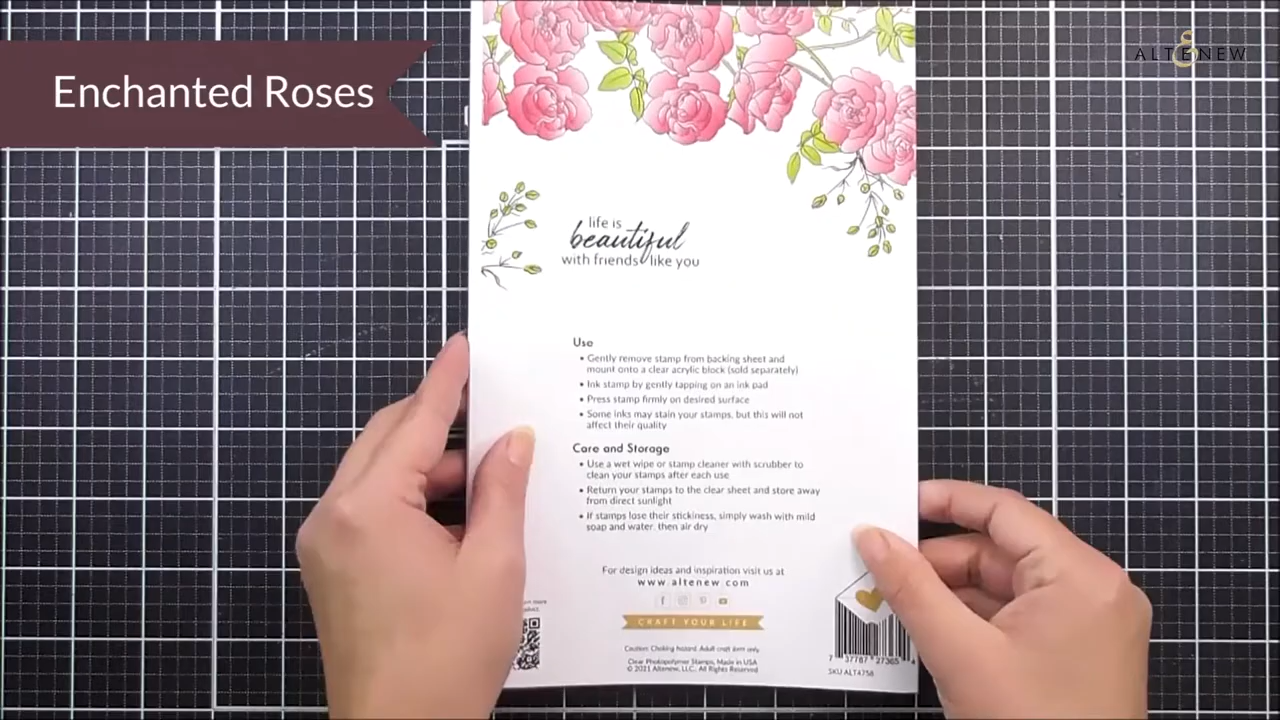 Enchanted Roses
ALTENEW
life is
beautiful
with friends like you
Use
• Gently remove stamp from backing sheet and
mount onto a clear acrylic block (sold separately)
• Ink stamp by gently tapping on an ink pad
• Press stamp firmly on desired surface
• Some inks may stain your stamps, but this will not
affect their quality
Care and Storage
• Use a wet wipe or stamp cleaner with scrubber to
clean your stamps after each use
• Return your stamps to the clear sheet and store away
from direct sunlight
• If stamps lose their stickiness, simply wash with mild
soap and water, then air dry
For design ideas and inspiration visit us at
www.altenew.com
CRAFT YOUR LIFE
Caution: Choking hazard. Adult craft item only.
Clear Photopolymer Stamps, Made in USA
© 2021 Altenew, LLC. All Rights Reserved
more
7 37787 27365
SKU ALT4758